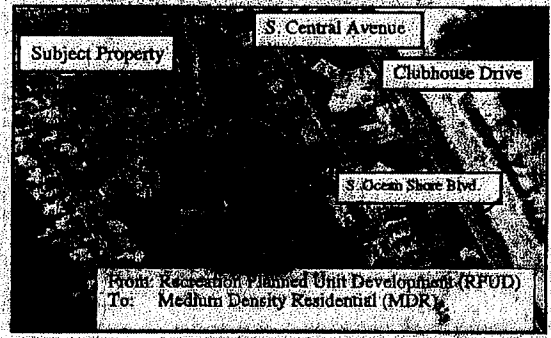 S. Central Avenue
Subject Property
Clubhouse Drive
S. Ocean Shore Blvd.
From: Recreation Planned Unit Development (RPUD)
To: Medium Density Residential (MDR)